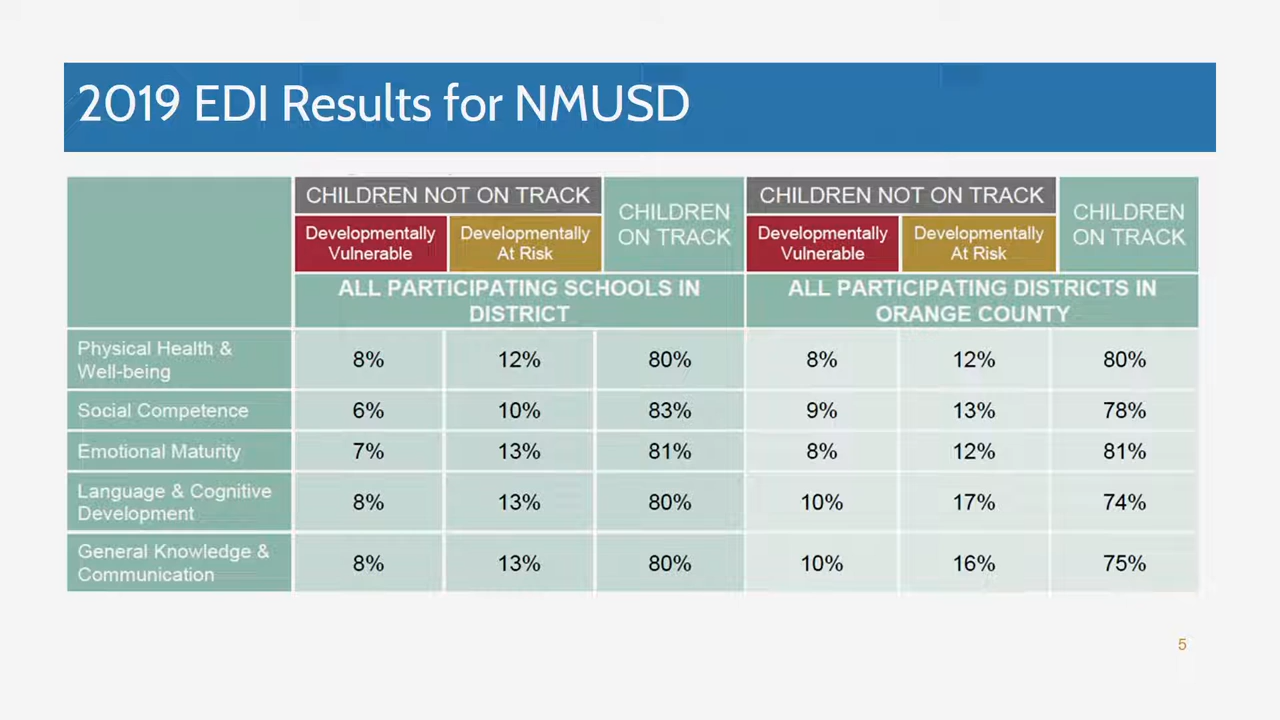 2019 EDI Results for NMUSD
CHILDREN NOT ON TRACK
CHILDREN ON TRACK
CHILDREN NOT ON TRACK
CHILDREN ON TRACK
Developmentally Vulnerable
Developmentally At Risk
Developmentally Vulnerable
Developmentally At Risk
ALL PARTICIPATING SCHOOLS IN DISTRICT
ALL PARTICIPATING DISTRICTS IN ORANGE COUNTY
Physical Health & Well-being 8% 12% 80% 8% 12% 80%
Social Competence 6% 10% 83% 9% 13% 78%
Emotional Maturity 7% 13% 81% 8% 12% 81%
Language & Cognitive Development 8% 13% 80% 10% 17% 74%
General Knowledge & Communication 8% 13% 80% 10% 16% 75%
5